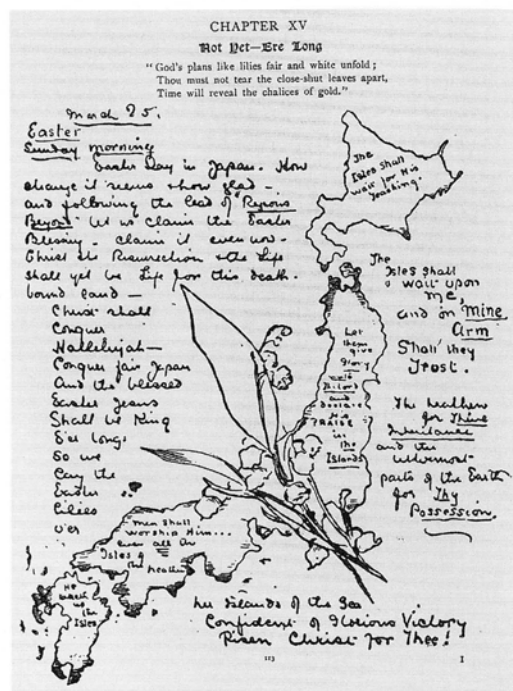 CHAPTER XV
Not Yet—Ere Long
"God's plans like lilies fair and white unfold;
Thou must not tear the close-shut leaves apart,
Time will reveal the chalices of gold."
March 25.
Easter
Sunday morning
Easter Day in Japan. How
it seems & how glad -
and following the lead of Regions
Beyond let us claim the Easter
Blessing - claim it even now -
Christ the Resurrection & the Life
Shall yet be Life for this death-
bound land —
Christ shall
Conquer
Hallelujah—
Conquer fair Japan
And the blessed
Easter Jesus
Shall be King
E'er long.
So we
Lay the
Easter
Lilies
o'er
The Islands of the Sea
Confident of Glorious Victory
Risen Christ for Thee!
The
Isles shall
wait for His
teaching.
The
Isles shall
wait upon
me,
and on Mine
Arm
Shall they
Trust.
Let
them give
Glory
unto
the Lord
and
declare
His
PRAISE
in
the
Islands
The heathen
for Thine
Inheritance
and the
uttermost
parts of the Earth
for Thy
Possession.
Men shall
worship Him...
even all the
Isles of
the heathen
He
the
Isles
113
I